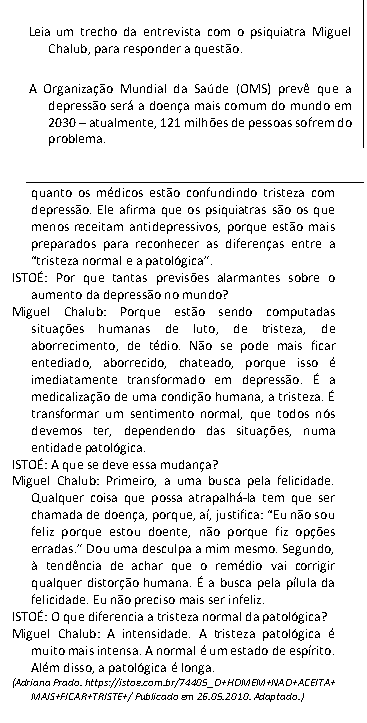 Leia um trecho da entrevista com o psiquiatra Miguel
Chalub, para responder a questão.
A Organização Mundial da Saúde (OMS) prevê que a
depressão será a doença mais comum do mundo em
2030 – atualmente, 121 milhões de pessoas sofrem do
problema.
quanto os médicos estão confundindo tristeza com
depressão. Ele afirma que os psiquiatras são os que
menos receitam antidepressivos, porque estão mais
preparados para reconhecer as diferenças entre a
“tristeza normal e a patológica”.
ISTOÉ: Por que tantas previsões alarmantes sobre o
aumento da depressão no mundo?
Miguel Chalub: Porque estão sendo computadas
situações humanas de luto, de tristeza, de
aborrecimento, de tédio. Não se pode mais ficar
entediado, aborrecido, chateado, porque isso é
imediatamente transformado em depressão. É a
medicalização de uma condição humana, a tristeza. É
transformar um sentimento normal, que todos nós
devemos ter, dependendo das situações, numa
entidade patológica.
ISTOÉ: A que se deve essa mudança?
Miguel Chalub: Primeiro, a uma busca pela felicidade.
Qualquer coisa que possa atrapalhá-la tem que ser
chamada de doença, porque, aí, justifica: “Eu não sou
feliz porque estou doente, não porque fiz opções
erradas.” Dou uma desculpa a mim mesmo. Segundo,
à tendência de achar que o remédio vai corrigir
qualquer distorção humana. É a busca pela pílula da
felicidade. Eu não preciso mais ser infeliz.
ISTOÉ: O que diferencia a tristeza normal da patológica?
Miguel Chalub: A intensidade. A tristeza patológica é
muito mais intensa. A normal é um estado de espírito.
Além disso, a patológica é longa.
(Adriana Prado. https://istoe.com.br/74405_O+HOMEM+NAO+ACEITA+
MAIS+FICAR+TRISTE+/ Publicado em 26.05.2010. Adaptado.)